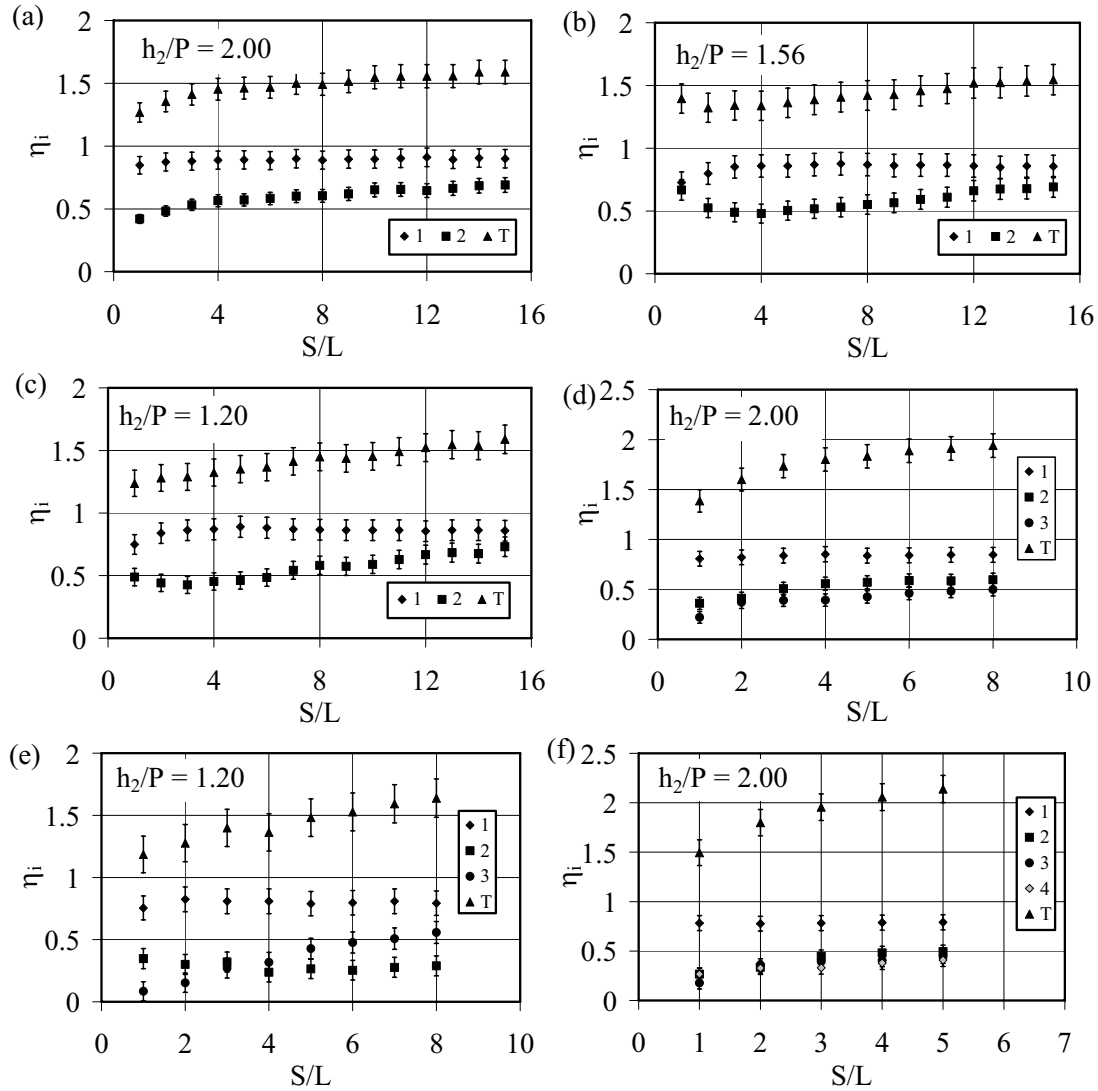 (a)
2
h2/P = 2.00
1.5
1
0.5
0
ηi
1 2 T
0 4 8 12 16
S/L
(b)
2
h2/P = 1.56
1.5
1
0.5
0
ηi
1 2 T
0 4 8 12 16
S/L
(c)
2
h2/P = 1.20
1.5
1
0.5
0
ηi
1 2 T
0 4 8 12 16
S/L
(d)
2.5
h2/P = 2.00
2
1.5
1
0.5
0
ηi
1
2
3
T
0 2 4 6 8 10
S/L
(e)
2
h2/P = 1.20
1.5
1
0.5
0
ηi
1
2
3
T
0 2 4 6 8 10
S/L
(f)
2.5
h2/P = 2.00
2
1.5
1
0.5
0
ηi
1
2
3
4
T
0 1 2 3 4 5 6 7
S/L